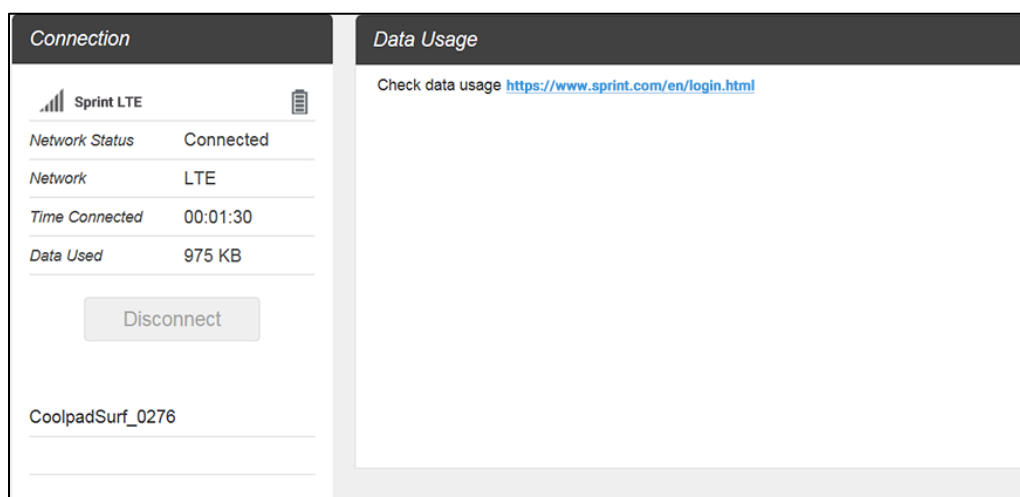 Connection
Sprint LTE
Network Status Connected
Network LTE
Time Connected 00:01:30
Data Used 975 KB
Disconnect
CoolpadSurf_0276
Data Usage
Check data usage https://www.sprint.com/en/login.html